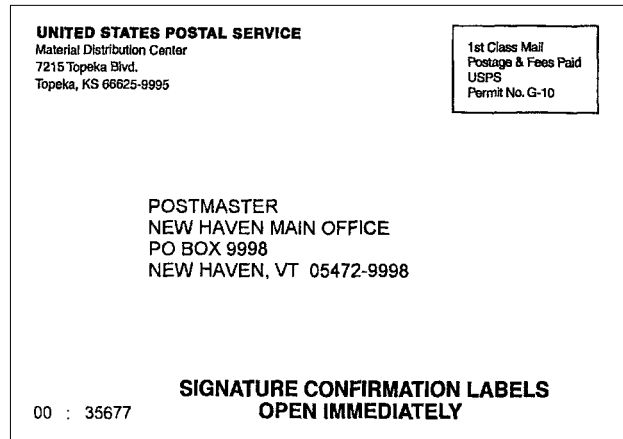 UNITED STATES POSTAL SERVICE
Material Distribution Center
7215 Topeka Blvd.
Topeka, KS 66625-9995
1st Class Mail
Postage & Fees Paid
USPS
Permit No. G-10
POSTMASTER
NEW HAVEN MAIN OFFICE
PO BOX 9998
NEW HAVEN, VT 05472-9998
SIGNATURE CONFIRMATION LABELS
OPEN IMMEDIATELY
00 : 35677